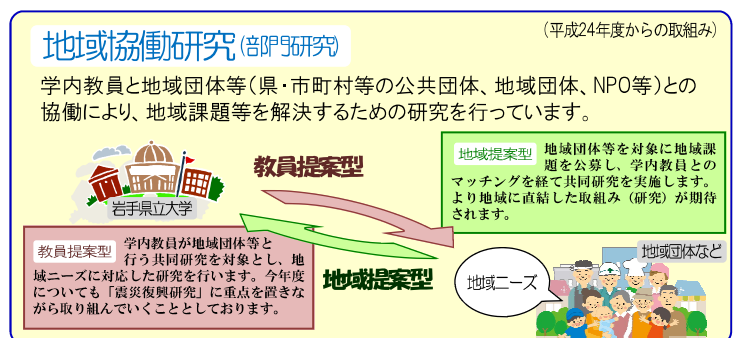 (平成24年度からの取組み)
地域協働研究(部門研究)
学内教員と地域団体等(県・市町村等の公共団体、地域団体、NPO等)との
協働により、地域課題等を解決するための研究を行っています。
教員提案型
岩手県立大学
地域提案型 地域団体等を対象に地域課
題を公募し、学内教員との
マッチングを経て共同研究を実施します。
より地域に直結した取組み(研究)が期待
されます。
教員提案型 学内教員が地域団体等と
行う共同研究を対象とし、地
域ニーズに対応した研究を行います。今年度
についても「震災復興研究」に重点を置きな
がら取り組んでいくこととしております。
地域提案型
地域ニーズ
地域団体など